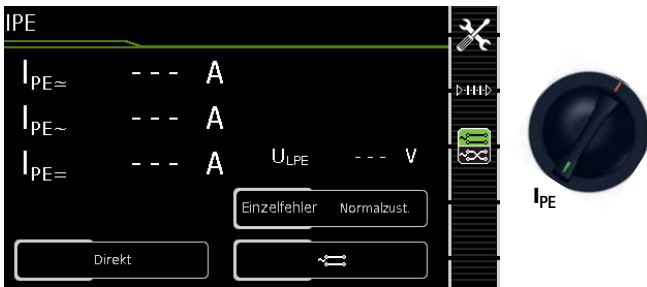 IPE
IPE≃ --- A
IPE~ --- A
IPE= --- A
ULPE --- V
Einzelfehler Normalzust.
Direkt
IPE